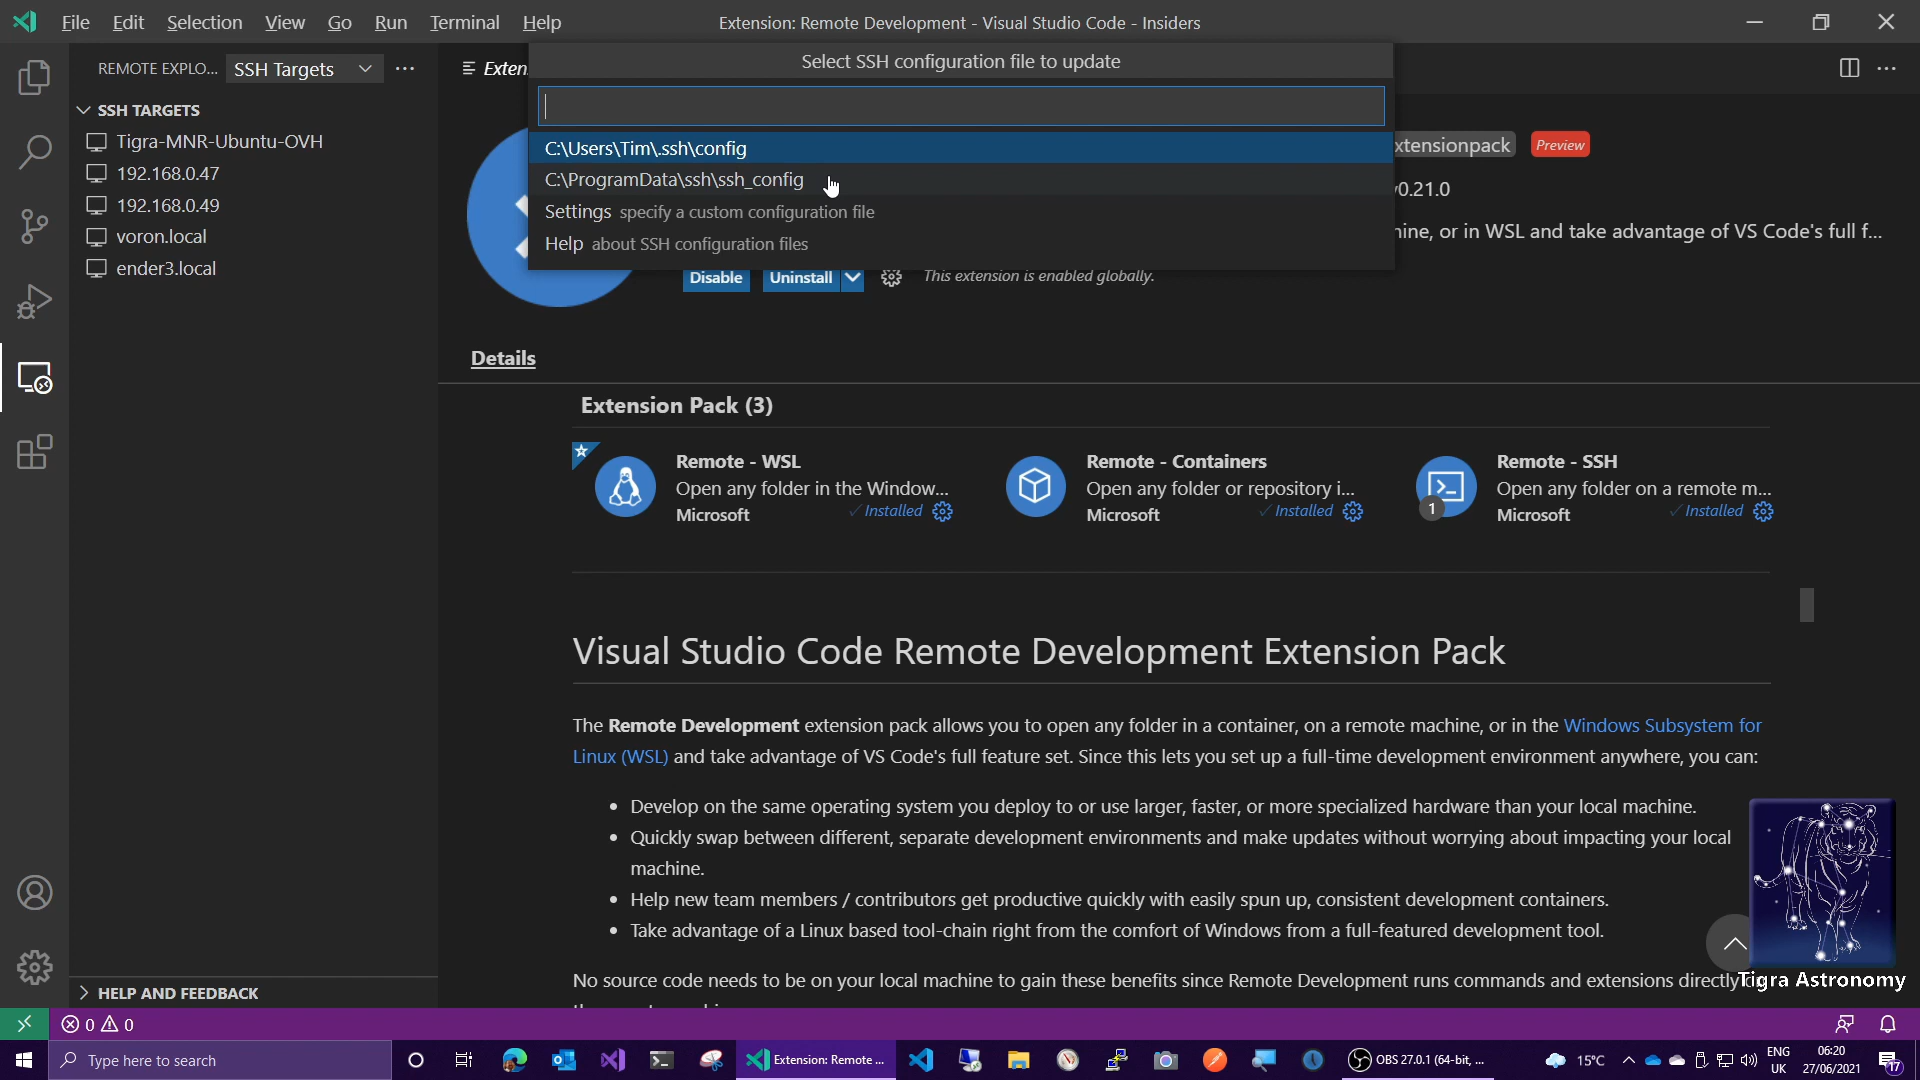 File Edit Selection View Go Run Terminal Help
Extension: Remote Development - Visual Studio Code - Insiders
REMOTE EXPLO... SSH Targets
Exten
Select SSH configuration file to update
SSH TARGETS
Tigra-MNR-Ubuntu-OVH
192.168.0.47
192.168.0.49
voron.local
ender3.local
C:\Users\Tim\.ssh\config
C:\ProgramData\ssh\ssh_config
Settings specify a custom configuration file
Help about SSH configuration files
xtensionpack Preview
v0.21.0
hine, or in WSL and take advantage of VS Code's full f...
Disable Uninstall This extension is enabled globally.
Details
Extension Pack (3)
Remote - WSL
Open any folder in the Window...
Microsoft Installed
Remote - Containers
Open any folder or repository i...
Microsoft Installed
Remote - SSH
Open any folder on a remote m...
1 Microsoft Installed
Visual Studio Code Remote Development Extension Pack
The Remote Development extension pack allows you to open any folder in a container, on a remote machine, or in the Windows Subsystem for
Linux (WSL) and take advantage of VS Code's full feature set. Since this lets you set up a full-time development environment anywhere, you can:
• Develop on the same operating system you deploy to or use larger, faster, or more specialized hardware than your local machine.
• Quickly swap between different, separate development environments and make updates without worrying about impacting your local
machine.
• Help new team members / contributors get productive quickly with easily spun up, consistent development containers.
• Take advantage of a Linux based tool-chain right from the comfort of Windows from a full-featured development tool.
No source code needs to be on your local machine to gain these benefits since Remote Development runs commands and extensions directly
Tigra Astronomy
HELP AND FEEDBACK
0 0
Type here to search
Extension: Remote ...
OBS 27.0.1 (64-bit, ...
15°C
ENG
UK
06:20
27/06/2021
17